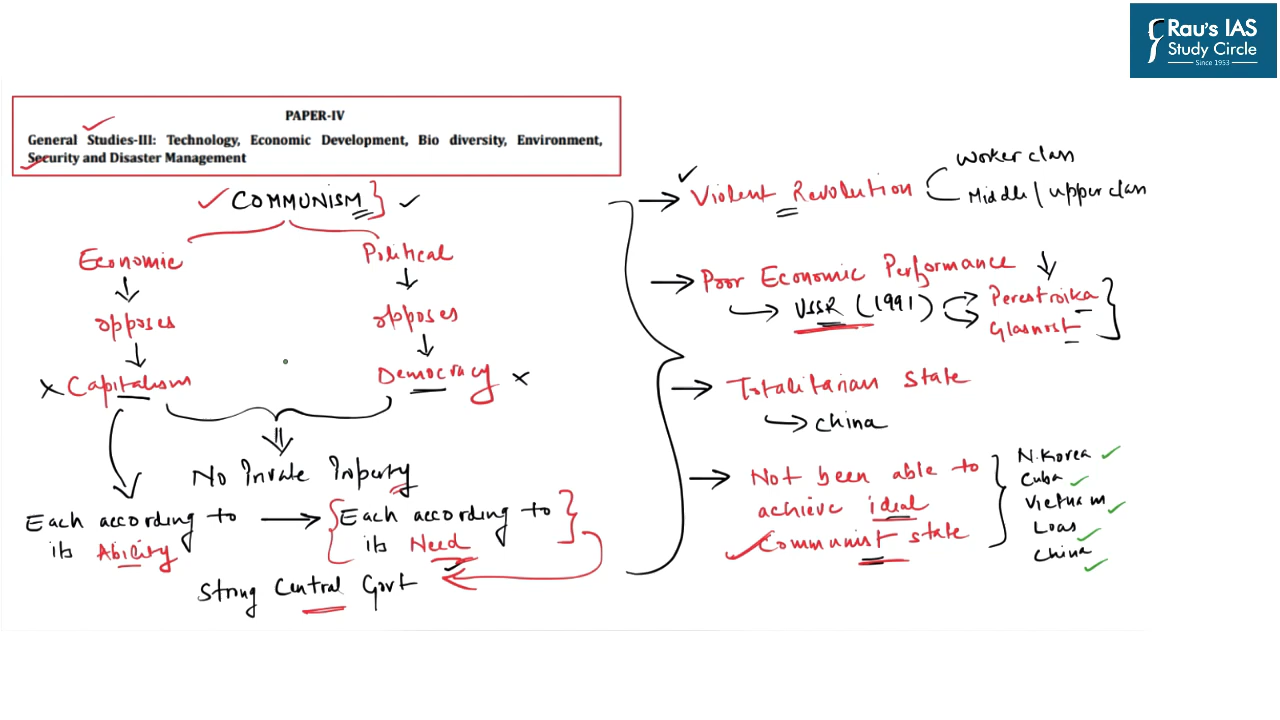 Rau's IAS
Study Circle
Since 1953
PAPER-IV
General Studies-III: Technology, Economic Development, Bio diversity, Environment,
Security and Disaster Management
COMMUNISM
Economic
opposes
Capitalism
Political
opposes
Democracy
No Private Property
Each according to
its Ability
Each according to
its Need
Strong Central Govt
Violent Revolution
Worker class
Middle / upper class
Poor Economic Performance
USSR (1991)
Perestroika
Glasnost
Totalitarian state
China
Not been able to
achieve ideal
Communist state
N. Korea
Cuba
Vietnam
Loas
China